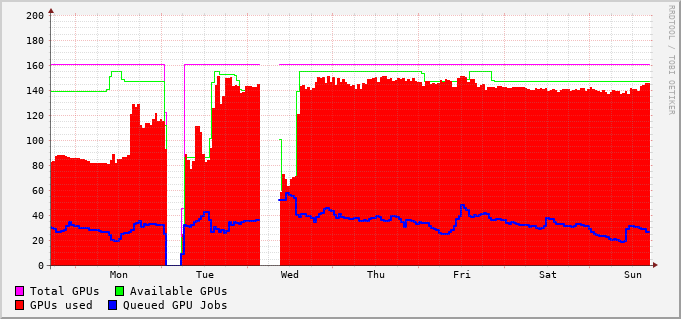 200
180
160
140
120
100
80
60
40
20
0
Mon Tue Wed Thu Fri Sat Sun
Total GPUs Available GPUs
GPUs used Queued GPU Jobs
RRDTOOL / TOBI OETIKER